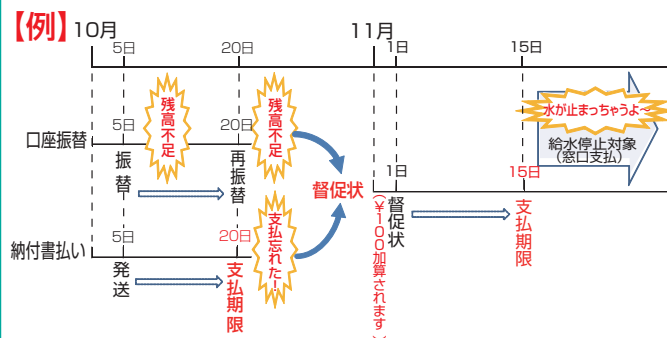 【例】
10月
11月
5日
20日
1日
15日
残高不足
残高不足
水が止まっちゃうよ〜
給水停止対象
（窓口支払）
口座振替
5日
振替
20日
再振替
督促状
1日
督促状
（¥100加算されます）
15日
支払期限
納付書払い
5日
発送
20日
支払期限
支払忘れた！